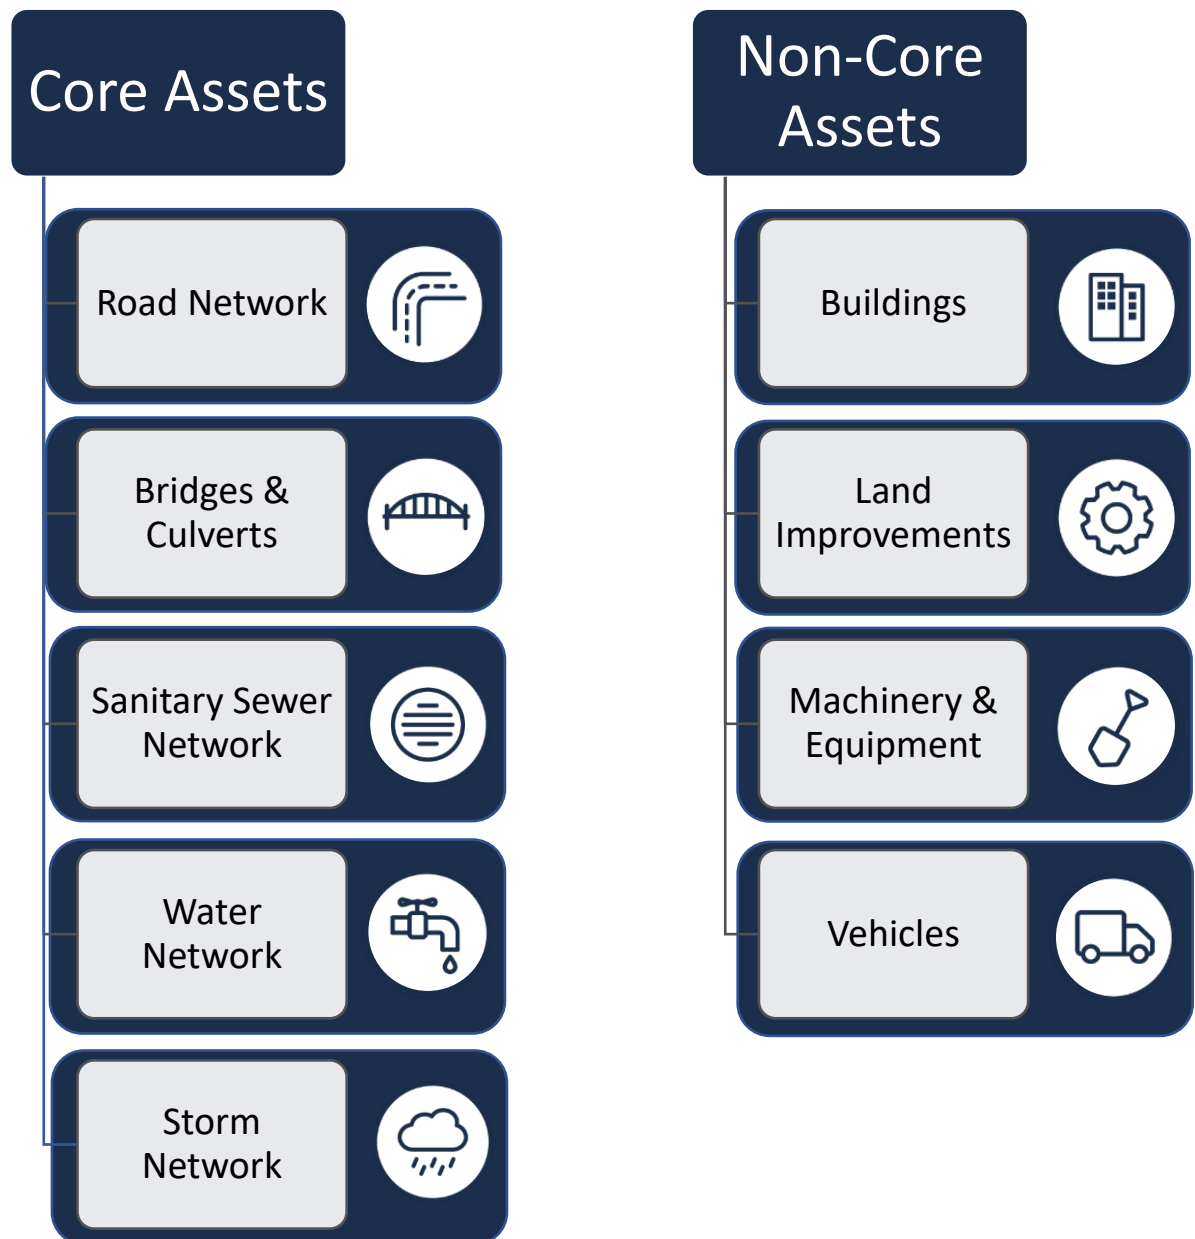 Core Assets
Road Network
Bridges &
Culverts
Sanitary Sewer
Network
Water
Network
Storm
Network
Non-Core
Assets
Buildings
Land
Improvements
Machinery &
Equipment
Vehicles